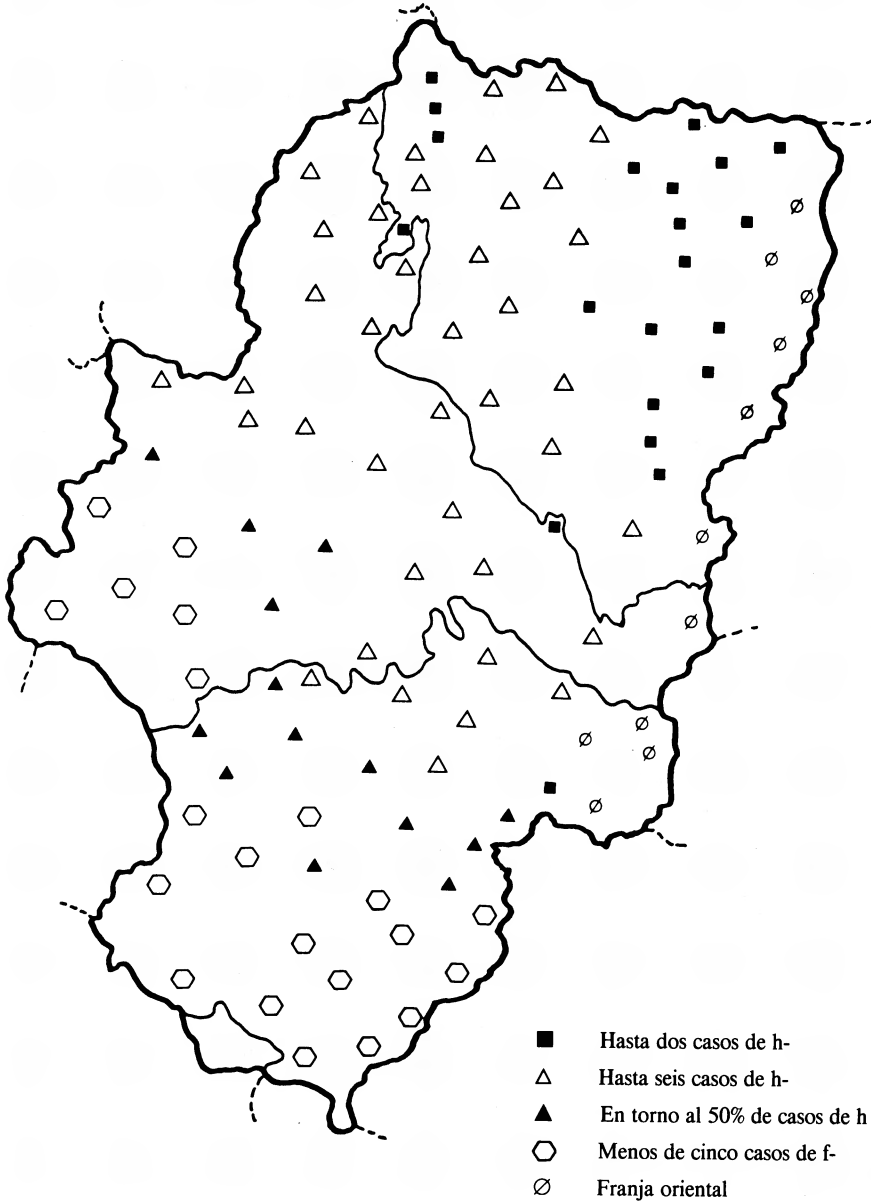 Hasta dos casos de h-
Hasta seis casos de h-
En torno al 50% de casos de h
Menos de cinco casos de f-
Franja oriental